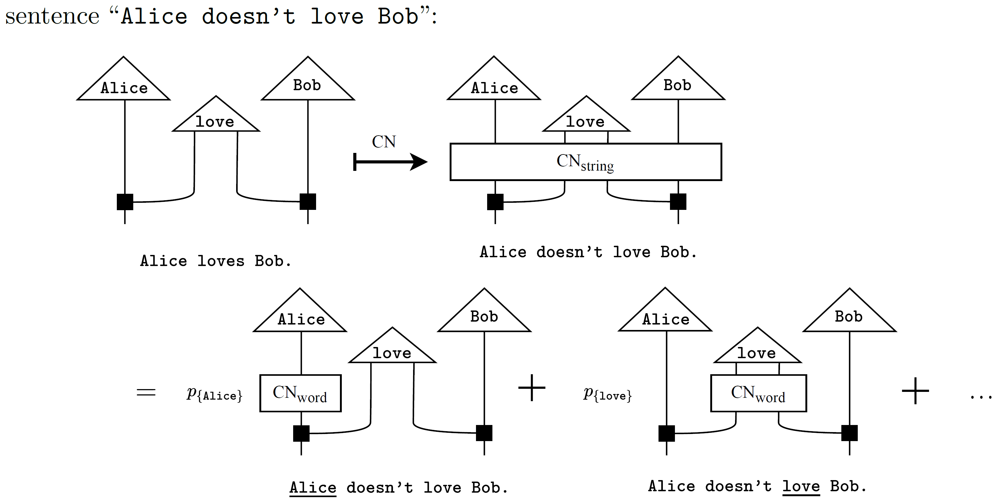 sentence “Alice doesn’t love Bob”:
Alice
Bob
love
CN
Alice
Bob
love
CNstring
Alice loves Bob.
Alice doesn’t love Bob.
Alice
Bob
love
= p{Alice}
CNword
+
Alice
Bob
love
p{love}
CNword
+ ...
Alice doesn’t love Bob.
Alice doesn’t love Bob.